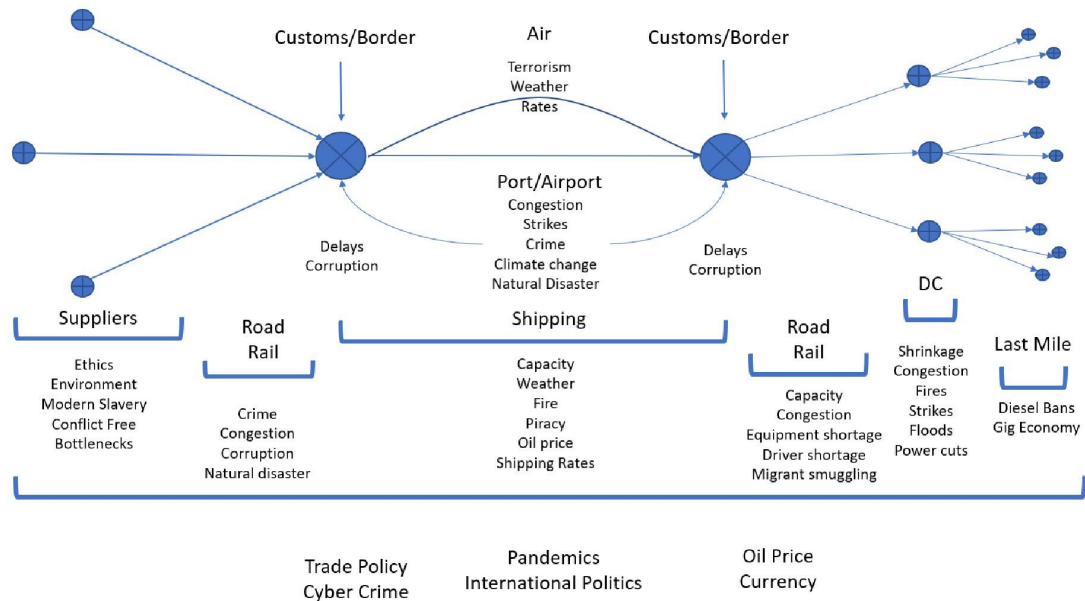 Customs/Border
Air
Customs/Border
Terrorism
Weather
Rates
Port/Airport
Congestion
Strikes
Crime
Climate change
Natural Disaster
Delays
Corruption
Delays
Corruption
Suppliers
Ethics
Environment
Modern Slavery
Conflict Free
Bottlenecks
Road
Rail
Crime
Congestion
Corruption
Natural disaster
Shipping
Capacity
Weather
Fire
Piracy
Oil price
Shipping Rates
Road
Rail
Capacity
Congestion
Equipment shortage
Driver shortage
Migrant smuggling
DC
Shrinkage
Congestion
Fires
Strikes
Floods
Power cuts
Last Mile
Diesel Bans
Gig Economy
Trade Policy
Cyber Crime
Pandemics
International Politics
Oil Price
Currency